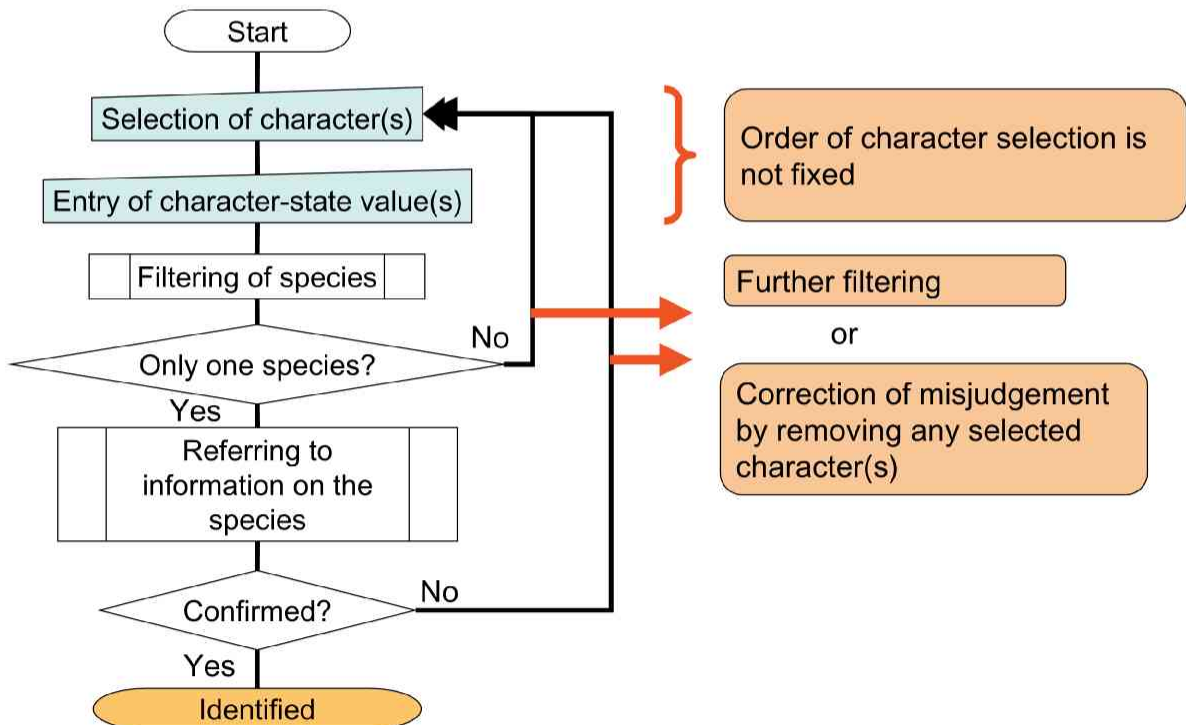 Start
Selection of character(s)
Entry of character-state value(s)
Filtering of species
Only one species?
No
Yes
Referring to
information on the
species
Confirmed?
No
Yes
Identified
Order of character selection is
not fixed
Further filtering
or
Correction of misjudgement
by removing any selected
character(s)